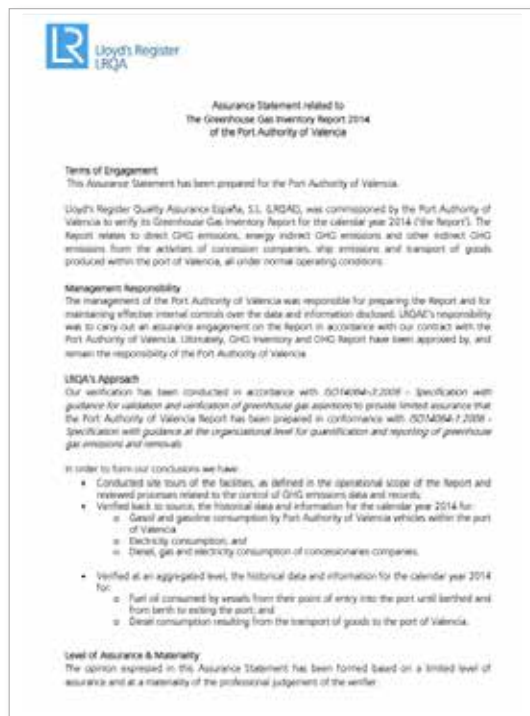 LR
Lloyd's Register
LRQA
Assurance Statement related to
The Greenhouse Gas Inventory Report 2014
of the Port Authority of Valencia
Terms of Engagement
This Assurance Statement has been prepared for the Port Authority of Valencia.
Lloyd's Register Quality Assurance España, S.L. (LRQAE), was commissioned by the Port Authority of
Valencia to verify its Greenhouse Gas Inventory Report for the calendar year 2014 ('the Report'). The
Report relates to direct GHG emissions, energy indirect GHG emissions and other indirect GHG
emissions from the activities of concession companies, ship emissions and transport of goods
produced within the port of Valencia, all under normal operating conditions.
Management Responsibility
The management of the Port Authority of Valencia was responsible for preparing the Report and for
maintaining effective internal controls over the data and information disclosed. LRQAE's responsibility
was to carry out an assurance engagement on the Report in accordance with our contract with the
Port Authority of Valencia. Ultimately, GHG Inventory and GHG Report have been approved by, and
remain the responsibility of the Port Authority of Valencia.
LRQA's Approach
Our verification has been conducted in accordance with ISO14064-3:2006 - Specification with
guidance for validation and verification of greenhouse gas assertions to provide limited assurance that
the Port Authority of Valencia Report has been prepared in conformance with ISO14064-1:2006 -
Specification with guidance at the organisational level for quantification and reporting of greenhouse
gas emissions and removals
In order to form our conclusions we have:
• Conducted site tours of the facilities, as defined in the operational scope of the Report and
reviewed processes related to the control of GHG emissions data and records;
• Verified back to source, the historical data and information for the calendar year 2014 for:
o Gasoil and gasoline consumption by Port Authority of Valencia vehicles within the port
of Valencia
o Electricity consumption, and
o Diesel, gas and electricity consumption of concessionaries companies.
• Verified at an aggregated level, the historical data and information for the calendar year 2014
for:
o Fuel oil consumed by vessels from their point of entry into the port until berthed and
from berth to exiting the port; and
o Diesel consumption resulting from the transport of goods to the port of Valencia.
Level of Assurance & Materiality
The opinion expressed in this Assurance Statement has been formed based on a limited level of
assurance and at a materiality of the professional judgement of the verifier.